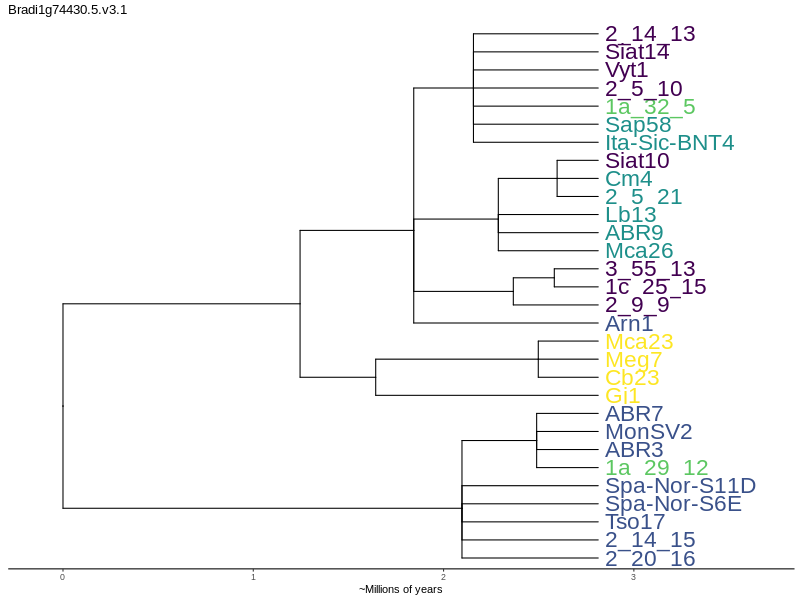 Bradi1g74430.5.v3.1
2_14_13
Siat14
Vyt1
2_5_10
1a_32_5
Sap58
Ita-Sic-BNT4
Siat10
Cm4
2_5_21
Lb13
ABR9
Mca26
3_55_13
1c_25_15
2_9_9
Arn1
Mca23
Meg7
Cb23
Gi1
ABR7
MonSV2
ABR3
1a_29_12
Spa-Nor-S11D
Spa-Nor-S6E
Tso17
2_14_15
2_20_16
0 1 2 3
~Millions of years